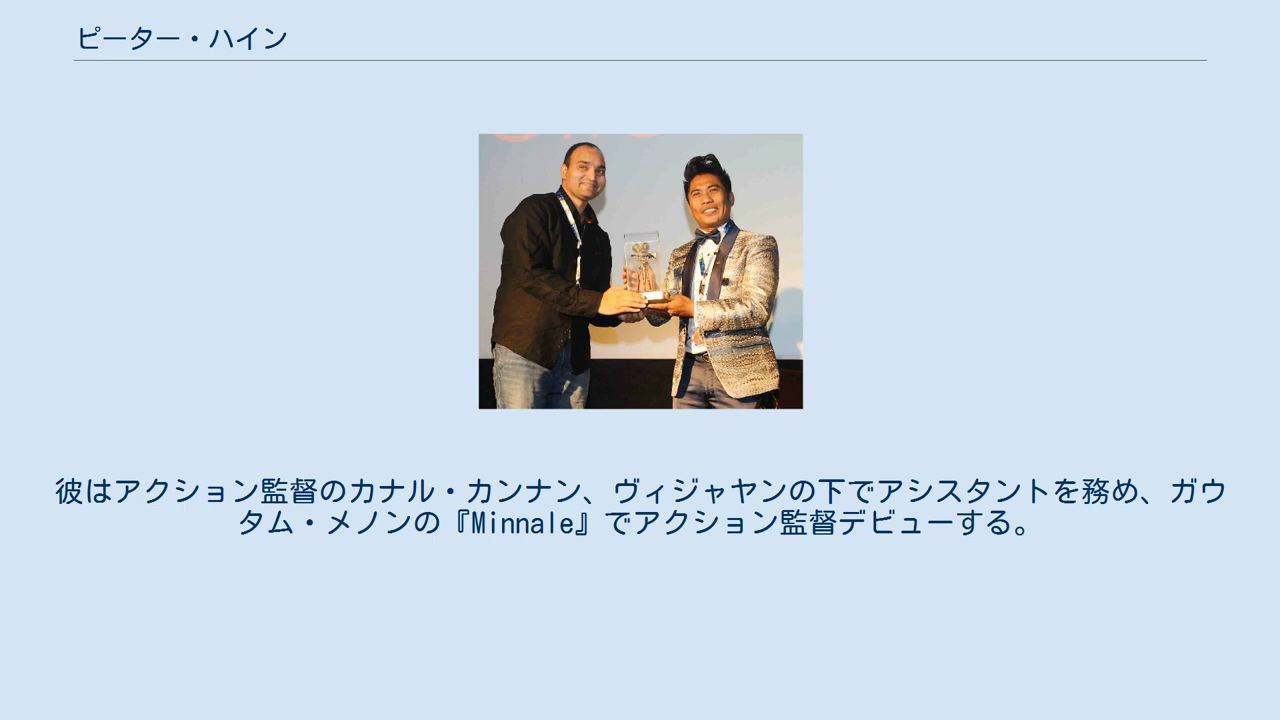 ピーター・ハイン
彼はアクション監督のカナル・カンナン、ヴィジャヤンの下でアシスタントを務め、ガウ
タム・メノンの『Minnale』でアクション監督デビューする。